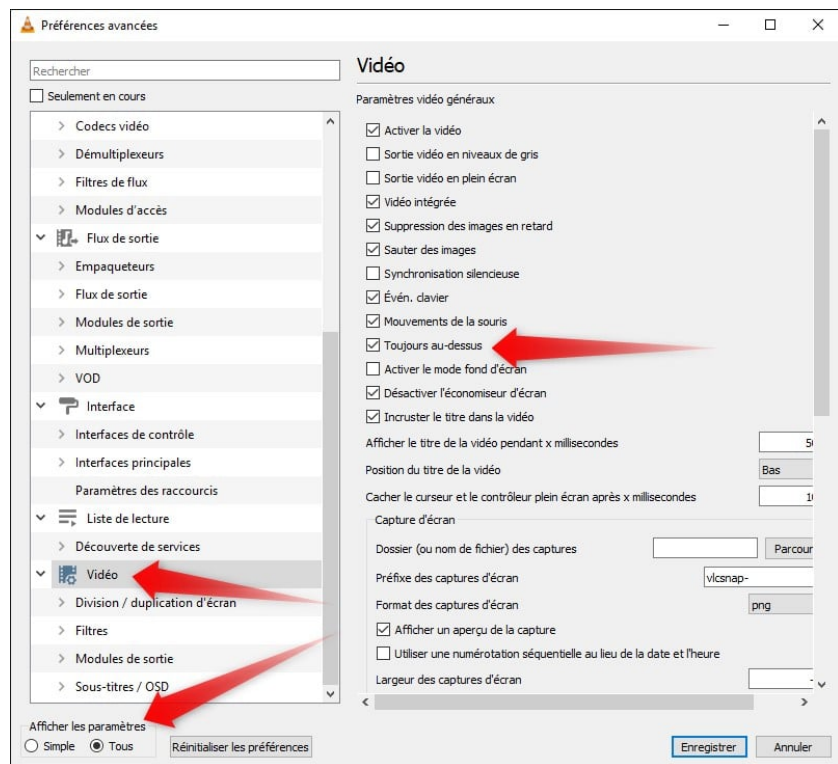 Préférences avancées
Rechercher
Seulement en cours
Codecs vidéo
Démultiplexeurs
Filtres de flux
Modules d'accès
Flux de sortie
Empaqueteurs
Flux de sortie
Modules de sortie
Multiplexeurs
VOD
Interface
Interfaces de contrôle
Interfaces principales
Paramètres des raccourcis
Liste de lecture
Découverte de services
Vidéo
Division / duplication d'écran
Filtres
Modules de sortie
Sous-titres / OSD
Afficher les paramètres
Simple Tous
Réinitialiser les préférences
Vidéo
Paramètres vidéo généraux
Activer la vidéo
Sortie vidéo en niveaux de gris
Sortie vidéo en plein écran
Vidéo intégrée
Suppression des images en retard
Sauter des images
Synchronisation silencieuse
Évén. clavier
Mouvements de la souris
Toujours au-dessus
Activer le mode fond d'écran
Désactiver l'économiseur d'écran
Incruster le titre dans la vidéo
Afficher le titre de la vidéo pendant x millisecondes
Position du titre de la vidéo Bas
Cacher le curseur et le contrôleur plein écran après x millisecondes
Capture d'écran
Dossier (ou nom de fichier) des captures Parcour
Préfixe des captures d'écran vlcsnap-
Format des captures d'écran png
Afficher un aperçu de la capture
Utiliser une numérotation séquentielle au lieu de la date et l'heure
Largeur des captures d'écran
Enregistrer Annuler